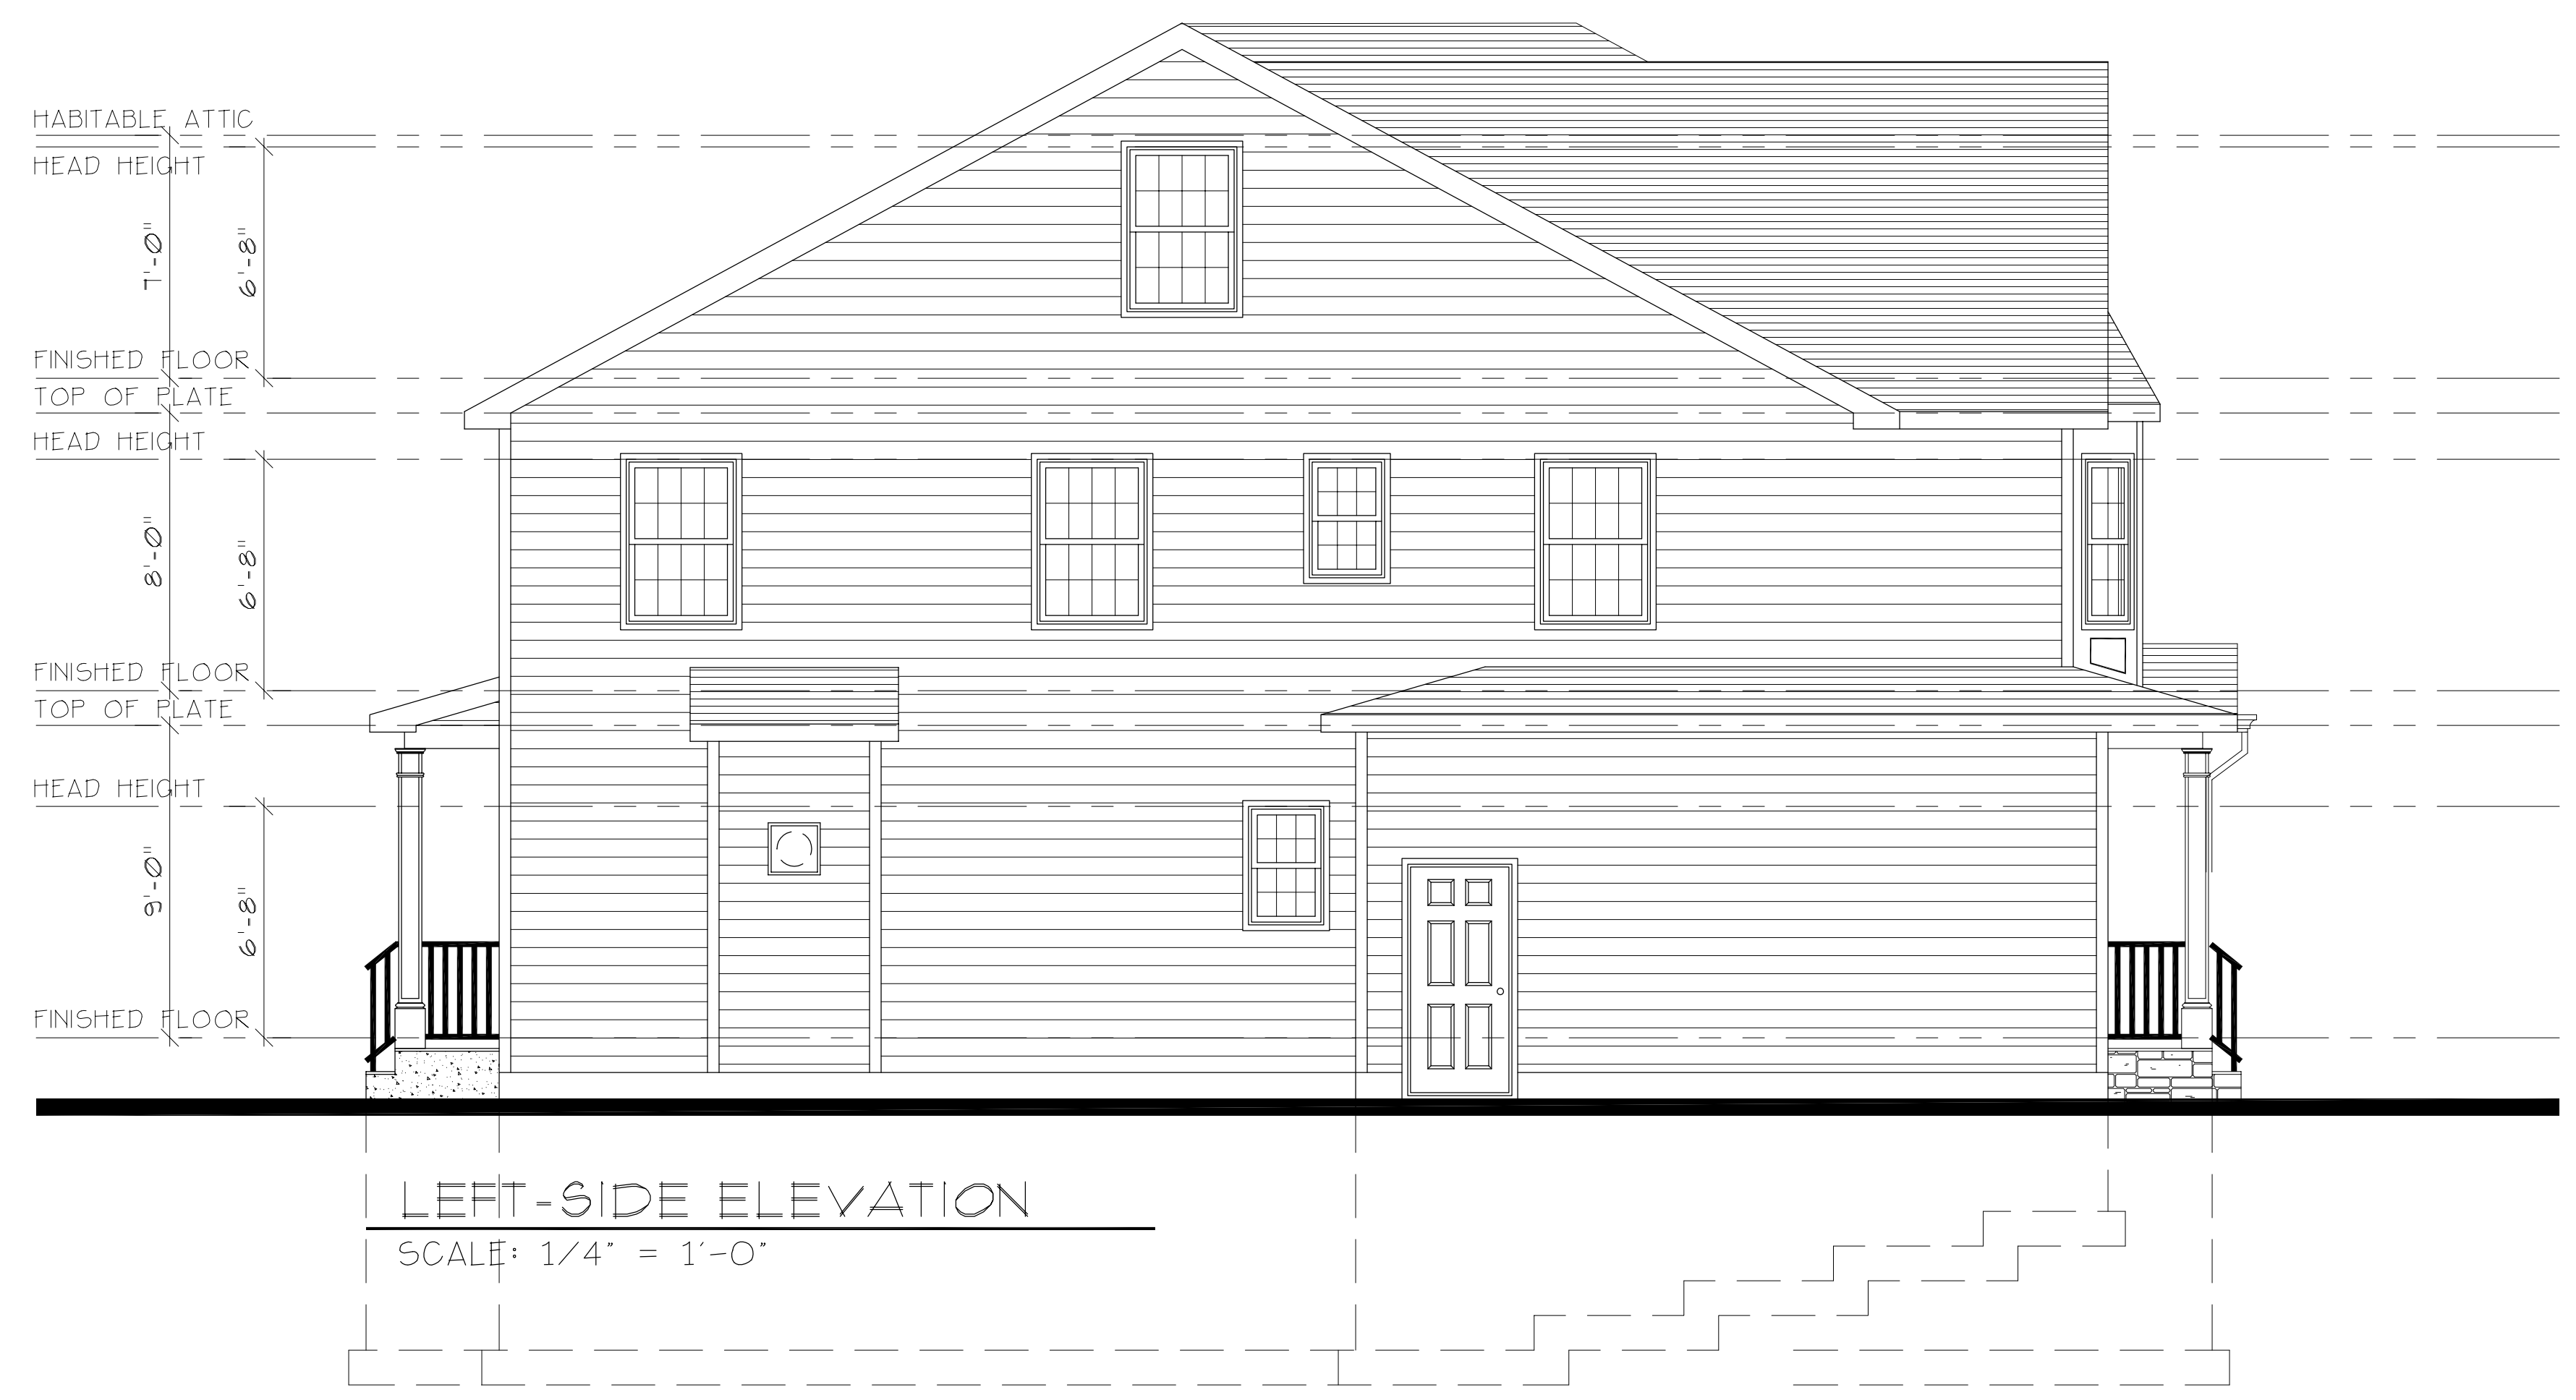 HABITABLE ATTIC
HEAD HEIGHT
7'-0"
6'-8"
FINISHED FLOOR
TOP OF PLATE
HEAD HEIGHT
8'-0"
6'-8"
FINISHED FLOOR
TOP OF PLATE
HEAD HEIGHT
9'-0"
6'-8"
FINISHED FLOOR
LEFT-SIDE ELEVATION
SCALE: 1/4" = 1'-0"